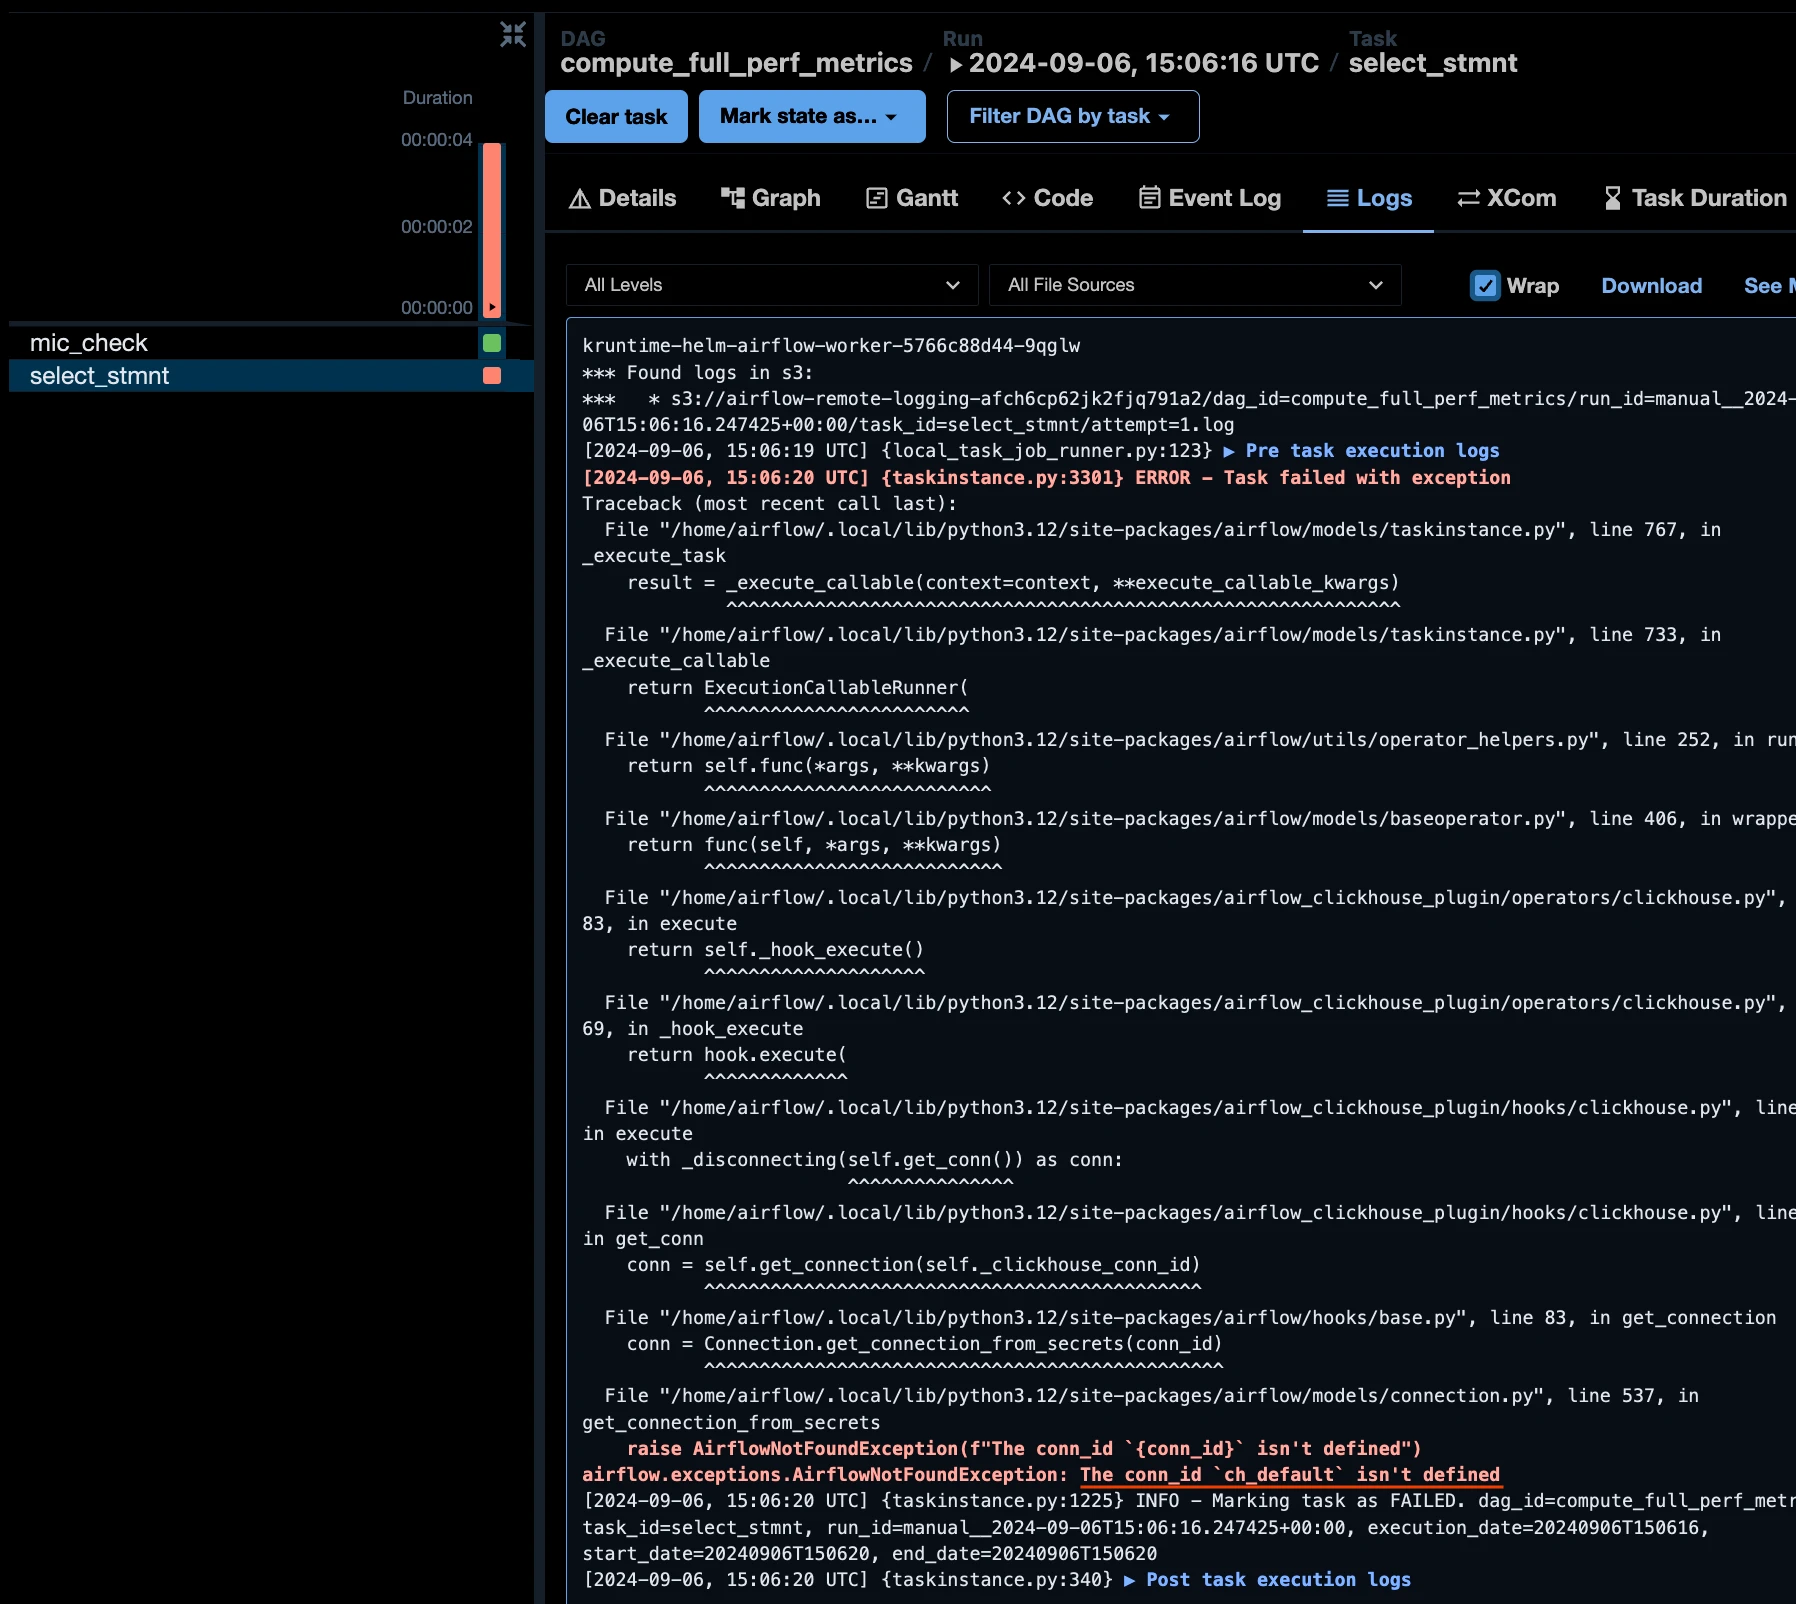 DAG
compute_full_perf_metrics / Run ▶ 2024-09-06, 15:06:16 UTC / Task select_stmnt
Clear task
Mark state as...
Filter DAG by task
Duration
00:00:04
00:00:02
00:00:00
mic_check
select_stmnt
Details
Graph
Gantt
Code
Event Log
Logs
XCom
Task Duration
All Levels
All File Sources
Wrap
Download
See
kruntime-helm-airflow-worker-5766c88d44-9qglw
*** Found logs in s3:
***   * s3://airflow-remote-logging-afch6cp62jk2fjq791a2/dag_id=compute_full_perf_metrics/run_id=manual__2024-
06T15:06:16.247425+00:00/task_id=select_stmnt/attempt=1.log
[2024-09-06, 15:06:19 UTC] {local_task_job_runner.py:123} ▶ Pre task execution logs
[2024-09-06, 15:06:20 UTC] {taskinstance.py:3301} ERROR - Task failed with exception
Traceback (most recent call last):
  File "/home/airflow/.local/lib/python3.12/site-packages/airflow/models/taskinstance.py", line 767, in
_execute_task
    result = _execute_callable(context=context, **execute_callable_kwargs)
             ^^^^^^^^^^^^^^^^^^^^^^^^^^^^^^^^^^^^^^^^^^^^^^^^^^^^^^^^^^^^^
  File "/home/airflow/.local/lib/python3.12/site-packages/airflow/models/taskinstance.py", line 733, in
_execute_callable
    return ExecutionCallableRunner(
           ^^^^^^^^^^^^^^^^^^^^^^^^
  File "/home/airflow/.local/lib/python3.12/site-packages/airflow/utils/operator_helpers.py", line 252, in run
    return self.func(*args, **kwargs)
           ^^^^^^^^^^^^^^^^^^^^^^^^^^
  File "/home/airflow/.local/lib/python3.12/site-packages/airflow/models/baseoperator.py", line 406, in wrappe
    return func(self, *args, **kwargs)
           ^^^^^^^^^^^^^^^^^^^^^^^^^^^
  File "/home/airflow/.local/lib/python3.12/site-packages/airflow_clickhouse_plugin/operators/clickhouse.py",
83, in execute
    return self._hook_execute()
           ^^^^^^^^^^^^^^^^^^^^
  File "/home/airflow/.local/lib/python3.12/site-packages/airflow_clickhouse_plugin/operators/clickhouse.py",
69, in _hook_execute
    return hook.execute(
           ^^^^^^^^^^^^^
  File "/home/airflow/.local/lib/python3.12/site-packages/airflow_clickhouse_plugin/hooks/clickhouse.py", line
in execute
    with _disconnecting(self.get_conn()) as conn:
                        ^^^^^^^^^^^^^^^
  File "/home/airflow/.local/lib/python3.12/site-packages/airflow_clickhouse_plugin/hooks/clickhouse.py", line
in get_conn
    conn = self.get_connection(self._clickhouse_conn_id)
           ^^^^^^^^^^^^^^^^^^^^^^^^^^^^^^^^^^^^^^^^^^^^^
  File "/home/airflow/.local/lib/python3.12/site-packages/airflow/hooks/base.py", line 83, in get_connection
    conn = Connection.get_connection_from_secrets(conn_id)
           ^^^^^^^^^^^^^^^^^^^^^^^^^^^^^^^^^^^^^^^^^^^^^^^
  File "/home/airflow/.local/lib/python3.12/site-packages/airflow/models/connection.py", line 537, in
get_connection_from_secrets
    raise AirflowNotFoundException(f"The conn_id `{conn_id}` isn't defined")
airflow.exceptions.AirflowNotFoundException: The conn_id `ch_default` isn't defined
[2024-09-06, 15:06:20 UTC] {taskinstance.py:1225} INFO - Marking task as FAILED. dag_id=compute_full_perf_metr
task_id=select_stmnt, run_id=manual__2024-09-06T15:06:16.247425+00:00, execution_date=20240906T150616,
start_date=20240906T150620, end_date=20240906T150620
[2024-09-06, 15:06:20 UTC] {taskinstance.py:340} ▶ Post task execution logs